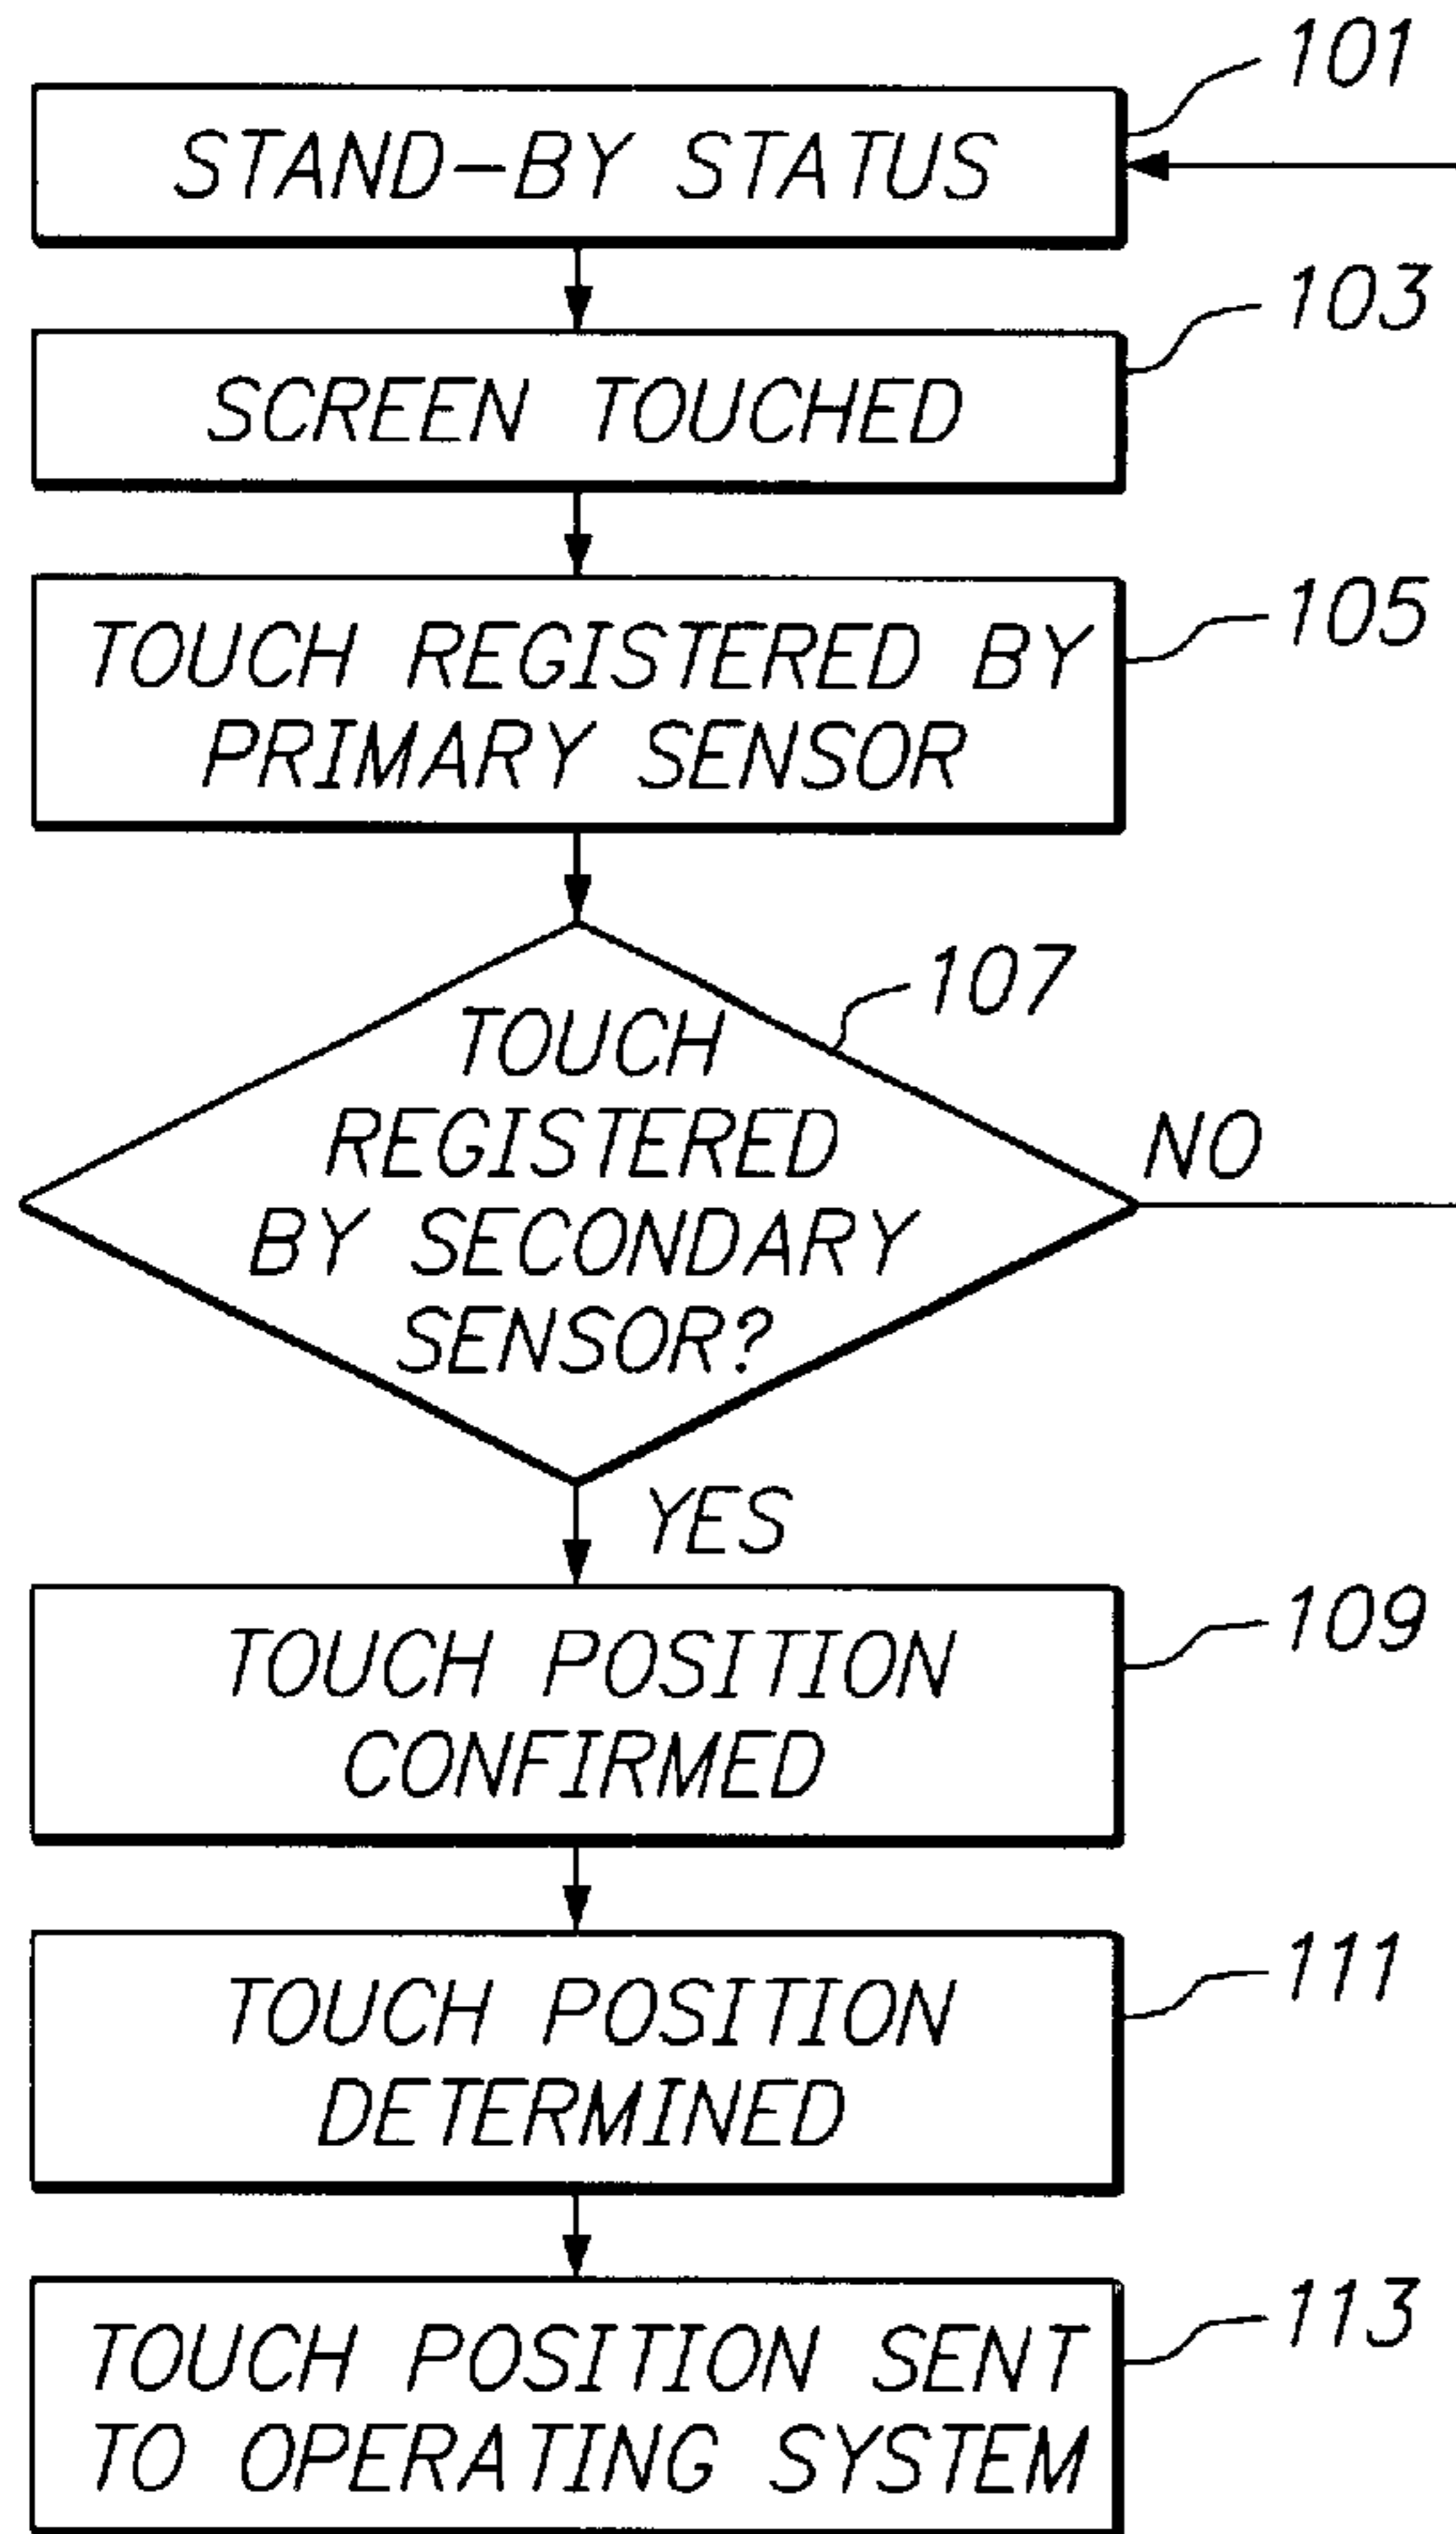 101
STAND-BY STATUS
103
SCREEN TOUCHED
105
TOUCH REGISTERED BY
PRIMARY SENSOR
107
TOUCH
REGISTERED
BY SECONDARY
SENSOR?
NO
YES
109
TOUCH POSITION
CONFIRMED
111
TOUCH POSITION
DETERMINED
113
TOUCH POSITION SENT
TO OPERATING SYSTEM